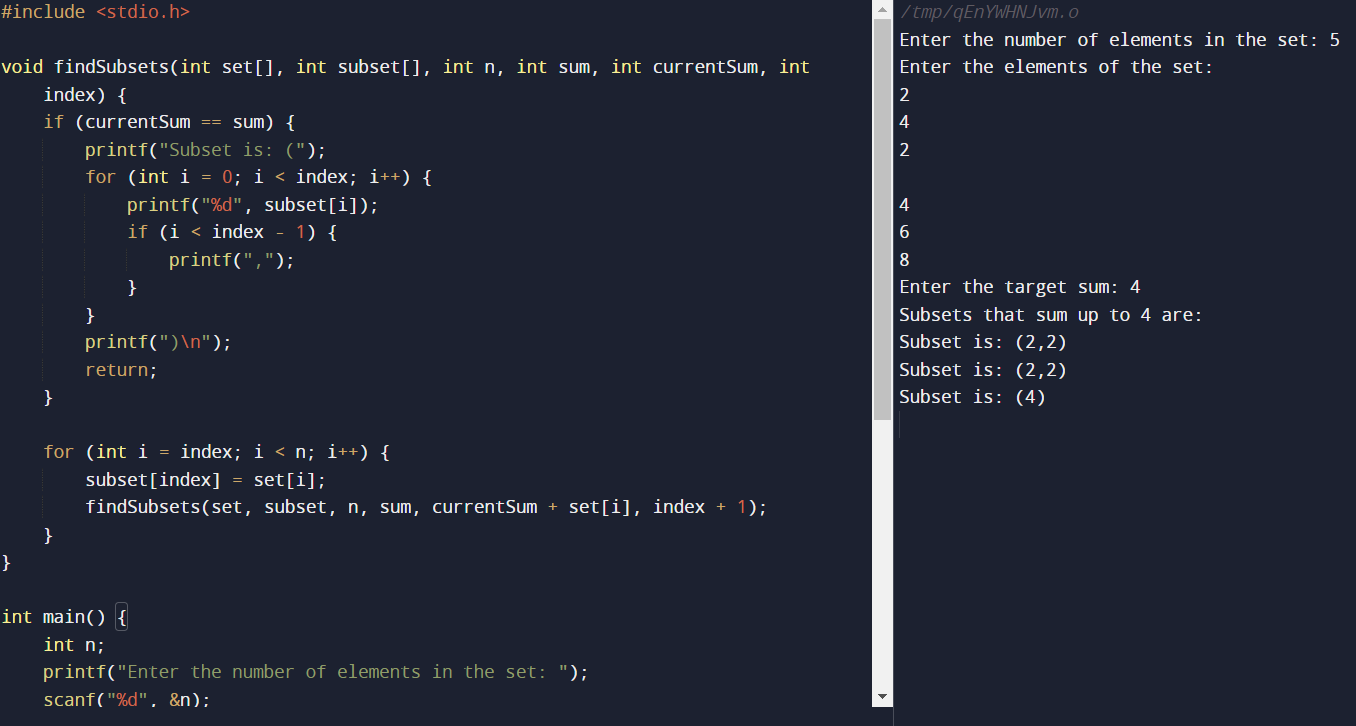 #include <stdio.h>
void findSubsets(int set[], int subset[], int n, int sum, int currentSum, int
index) {
if (currentSum == sum) {
printf("Subset is: (");
for (int i = 0; i < index; i++) {
printf("%d", subset[i]);
if (i < index - 1) {
printf(",");
}
}
printf(")\n");
return;
}
for (int i = index; i < n; i++) {
subset[index] = set[i];
findSubsets(set, subset, n, sum, currentSum + set[i], index + 1);
}
}
int main() {
int n;
printf("Enter the number of elements in the set: ");
scanf("%d", &n);
/tmp/qEnYWHNJvm.o
Enter the number of elements in the set: 5
Enter the elements of the set:
2
4
2
4
6
8
Enter the target sum: 4
Subsets that sum up to 4 are:
Subset is: (2,2)
Subset is: (2,2)
Subset is: (4)